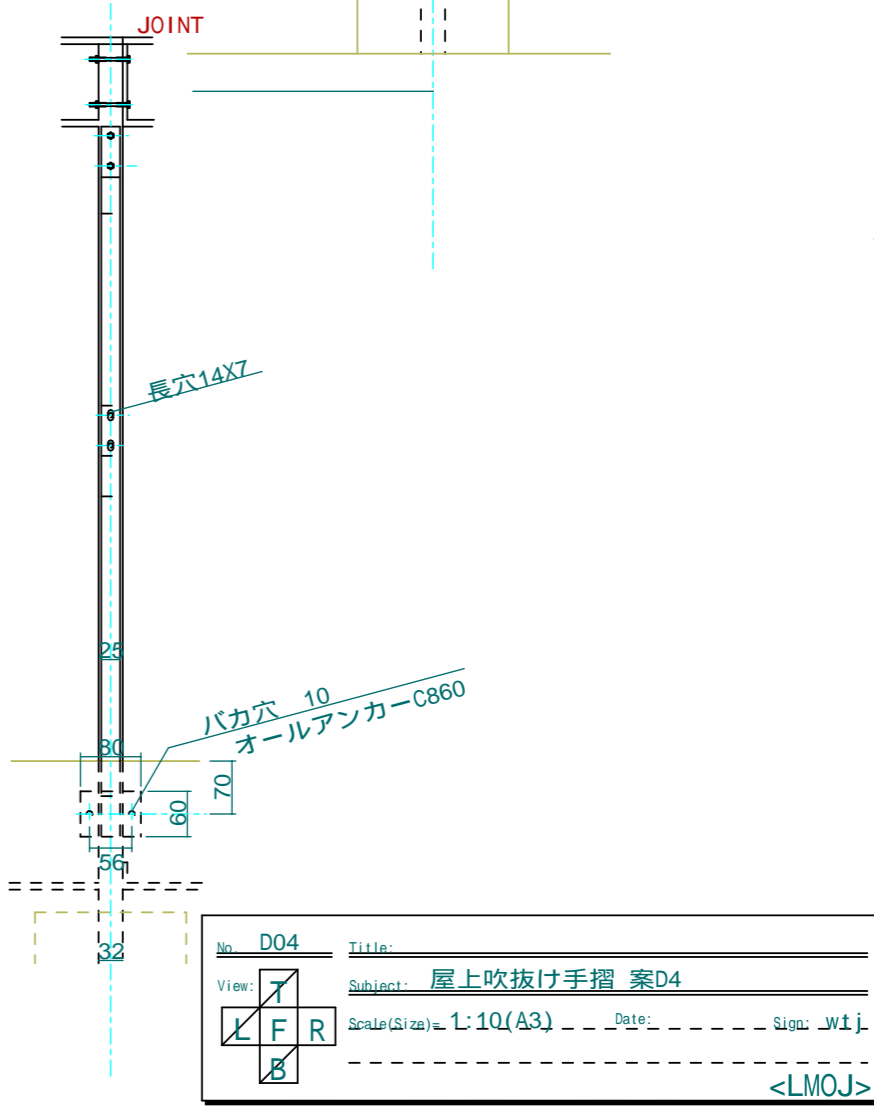 JOINT
長穴14X7
25
バカ穴 10
オールアンカーC860
80
70
60
56
32
No. D04
Title:
View:
T
L F R
B
Subject: 屋上吹抜け手摺 案D4
Scale(Size)= 1:10(A3) Date: Sign: wtj
<LMOJ>